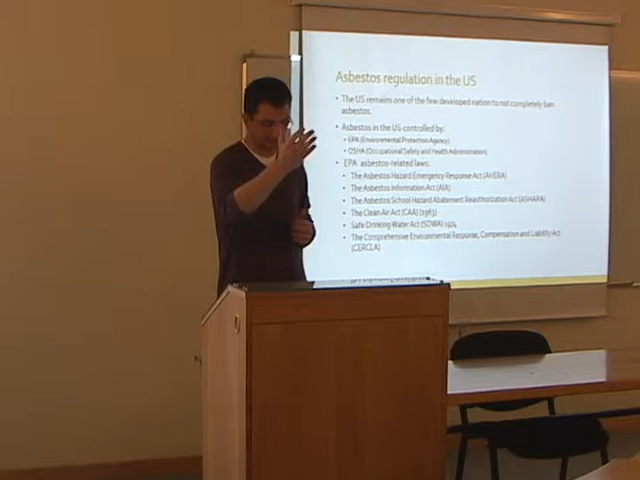 Asbestos regulation in the US
• The US remains one of the few developed nation to not completely ban
asbestos.
• Asbestos in the US controlled by:
• EPA (Environmental Protection Agency)
• OSHA (Occupational Safety and Health Administration)
• EPA asbestos-related laws:
• The Asbestos Hazard Emergency Response Act (AHERA)
• The Asbestos Information Act (AIA)
• The Asbestos School Hazard Abatement Reauthorization Act (ASHARA)
• The Clean Air Act (CAA) (1963)
• Safe Drinking Water Act (SDWA) 1974
• The Comprehensive Environmental Response, Compensation and Liability Act
(CERCLA)